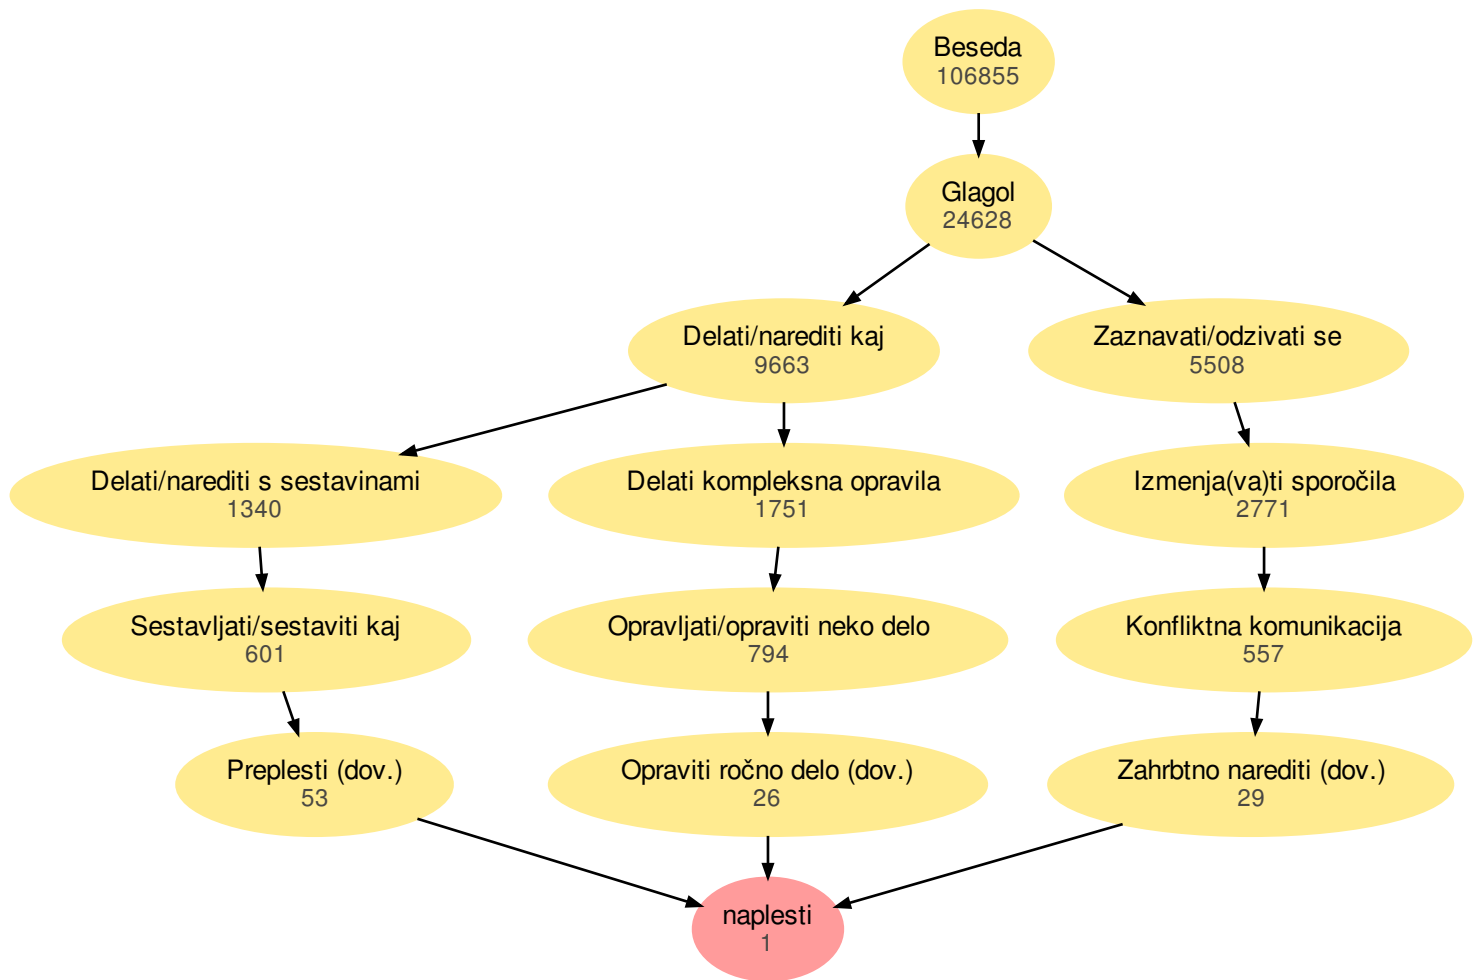 Beseda
106855
Glagol
24628
Delati/narediti kaj
9663
Zaznavati/odzivati se
5508
Delati/narediti s sestavinami
1340
Delati kompleksna opravila
1751
Izmenja(va)ti sporočila
2771
Sestavljati/sestaviti kaj
601
Opravljati/opraviti neko delo
794
Konfliktna komunikacija
557
Preplesti (dov.)
53
Opraviti ročno delo (dov.)
26
Zahrbtno narediti (dov.)
29
naplesti
1